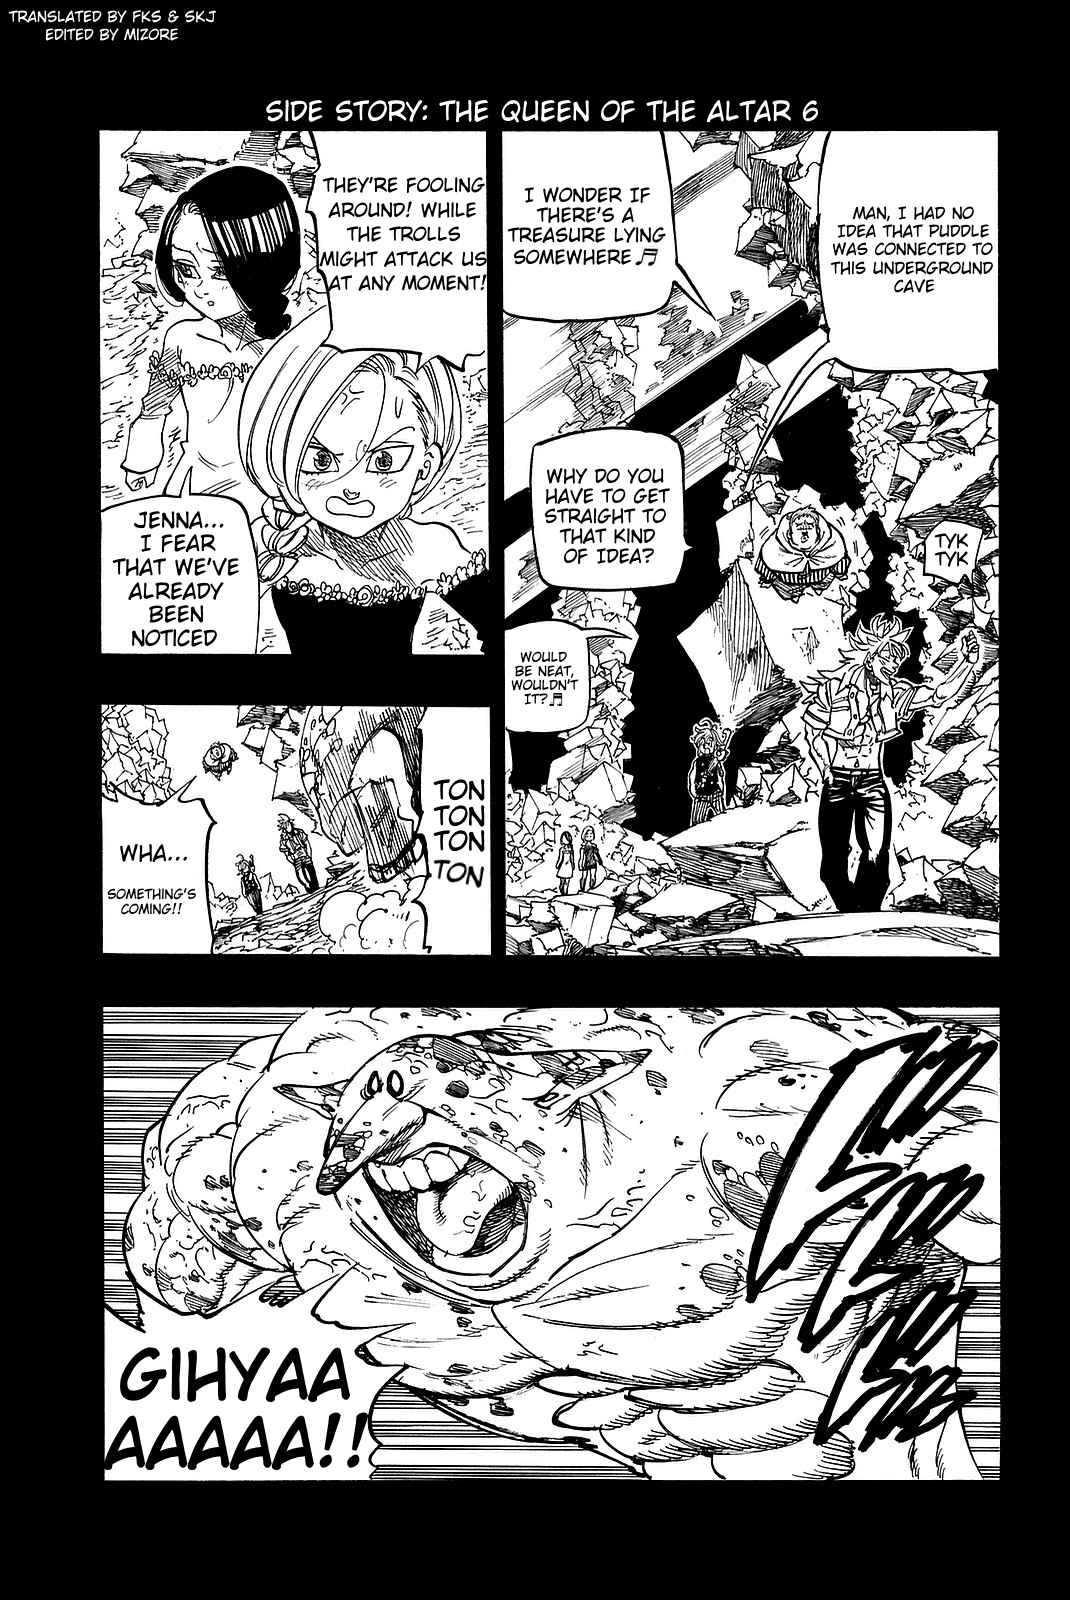 TRANSLATED BY FKS & SKJ
EDITED BY MIZORE
SIDE STORY: THE QUEEN OF THE ALTAR 6
MAN, I HAD NO
IDEA THAT PUDDLE
WAS CONNECTED TO
THIS UNDERGROUND
CAVE
I WONDER IF
THERE'S A
TREASURE LYING
SOMEWHERE♬
WHY DO YOU
HAVE TO GET
STRAIGHT TO
THAT KIND
OF IDEA?
TYK
TYK
WOULD
BE NEAT,
WOULDN'T
IT?♬
THEY'RE FOOLING
AROUND! WHILE
THE TROLLS
MIGHT ATTACK US
AT ANY MOMENT!
JENNA...
I FEAR
THAT WE'VE
ALREADY
BEEN
NOTICED
TON
TON
TON
TON
WHA...
SOMETHING'S
COMING!!
GIHYAA
AAAAA!!